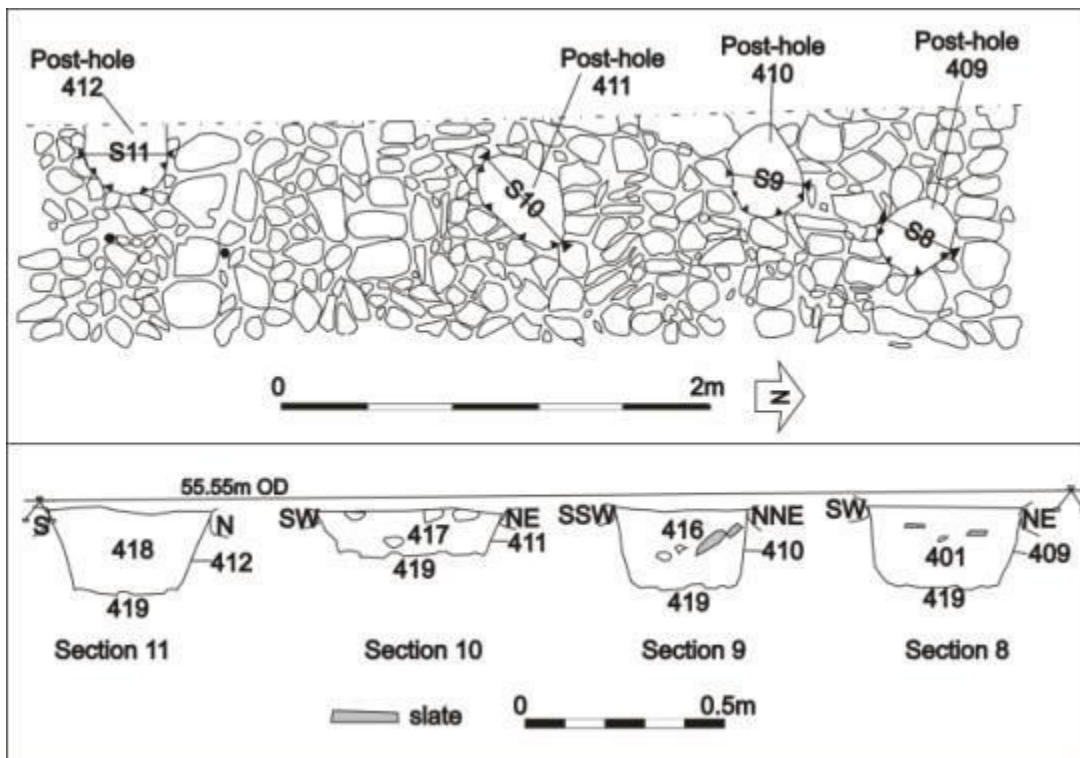 Post-hole
412
Post-hole
411
Post-hole
410
Post-hole
409
S11
S10
S9
S8
0 2m
N
55.55m OD
S N
418
412
419
Section 11
SW NE
417
411
419
Section 10
SSW NNE
416
410
419
Section 9
SW NE
401
409
419
Section 8
slate
0 0.5m